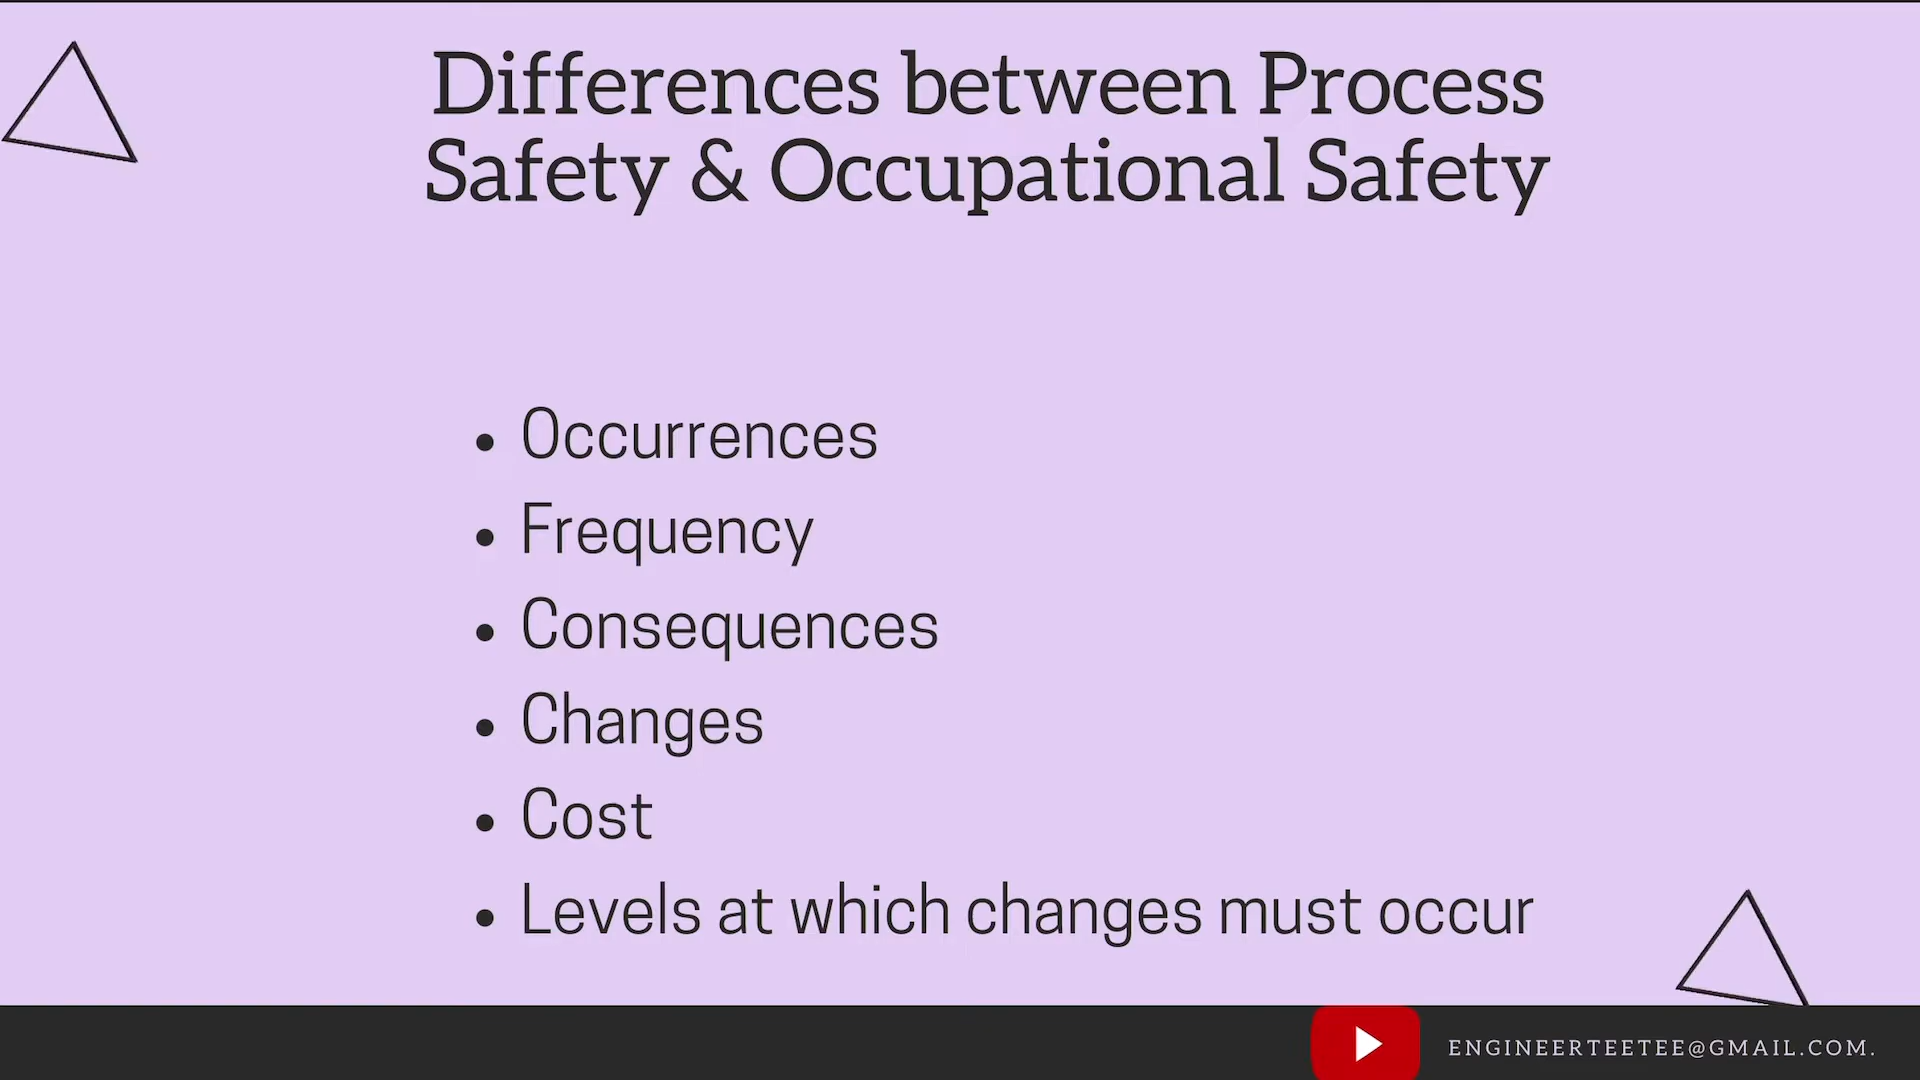 Differences between Process
Safety & Occupational Safety
• Occurrences
• Frequency
• Consequences
• Changes
• Cost
• Levels at which changes must occur
ENGINEERTEETEE@GMAIL.COM.